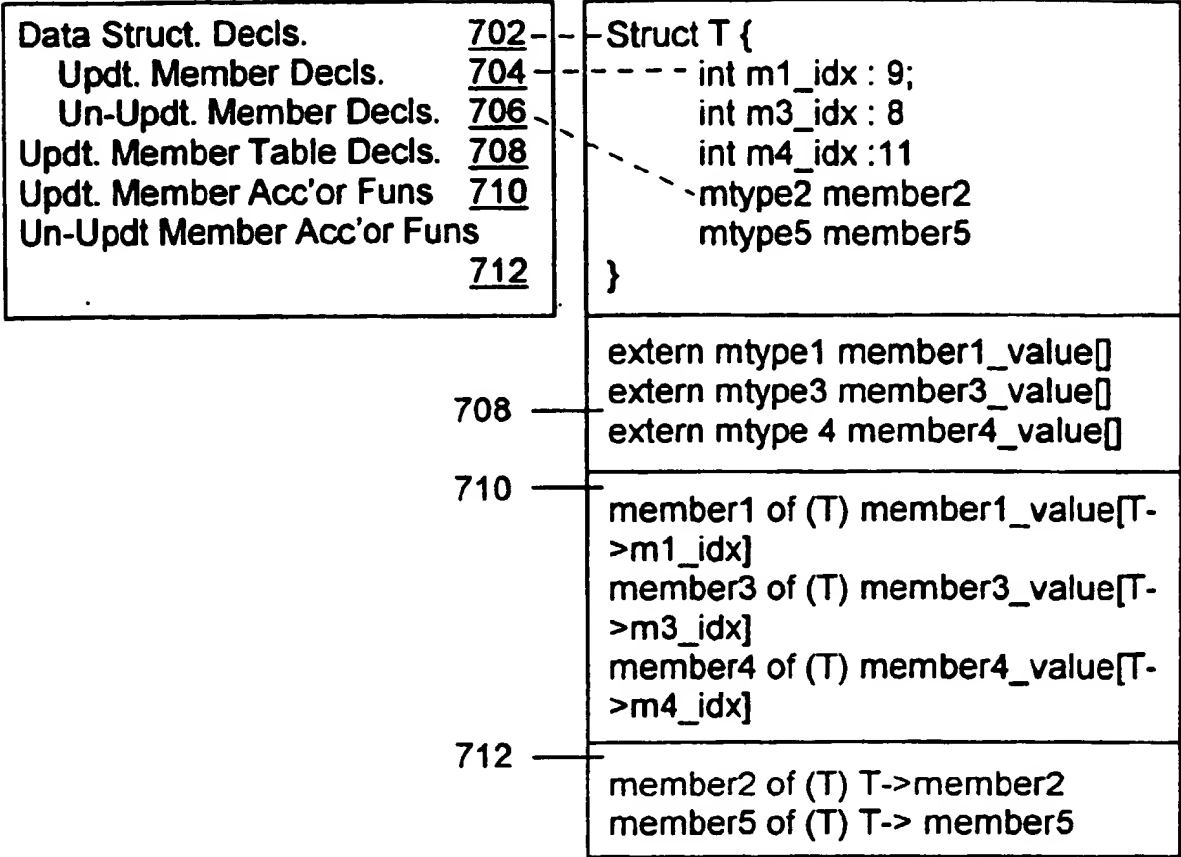 Data Struct. Decls. 702
Updt. Member Decls. 704
Un-Updt. Member Decls. 706
Updt. Member Table Decls. 708
Updt. Member Acc'or Funs 710
Un-Updt Member Acc'or Funs
712
Struct T {
int m1_idx : 9;
int m3_idx : 8
int m4_idx :11
mtype2 member2
mtype5 member5
}
708
extern mtype1 member1_value[]
extern mtype3 member3_value[]
extern mtype 4 member4_value[]
710
member1 of (T) member1_value[T-
>m1_idx]
member3 of (T) member3_value[T-
>m3_idx]
member4 of (T) member4_value[T-
>m4_idx]
712
member2 of (T) T->member2
member5 of (T) T-> member5